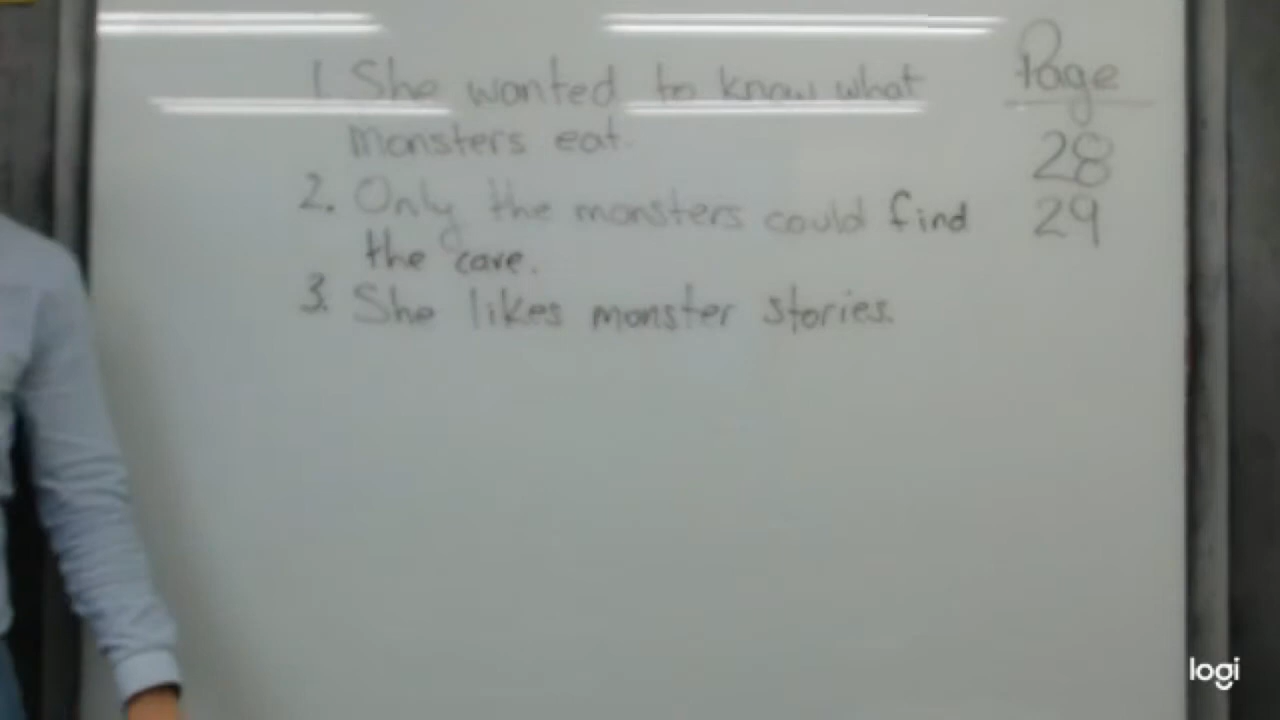 1. She wanted to know what
Page
monsters eat.
28
2. Only the monsters could find
29
the cave.
3. She likes monster stories.
logi